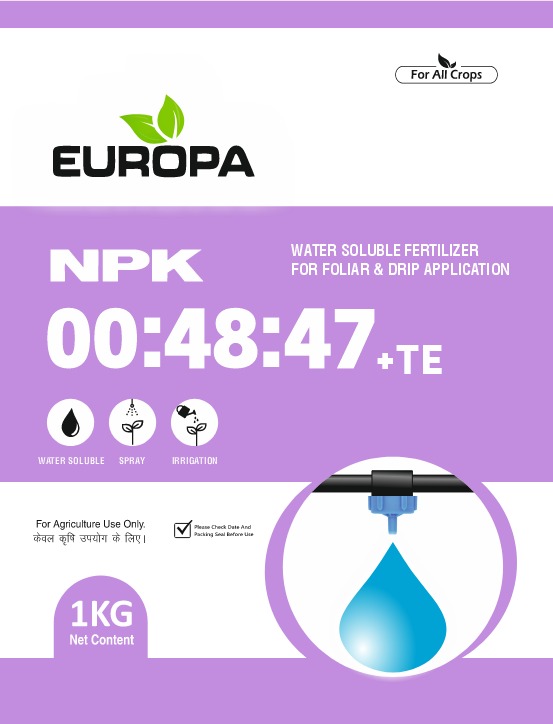 For All Crops
EUROPA
NPK
WATER SOLUBLE FERTILIZER
FOR FOLIAR & DRIP APPLICATION
00:48:47+TE
WATER SOLUBLE SPRAY IRRIGATION
For Agriculture Use Only.
केवल कृषि उपयोग के लिए।
Please Check Date And
Packing Seal Before Use
1KG
Net Content